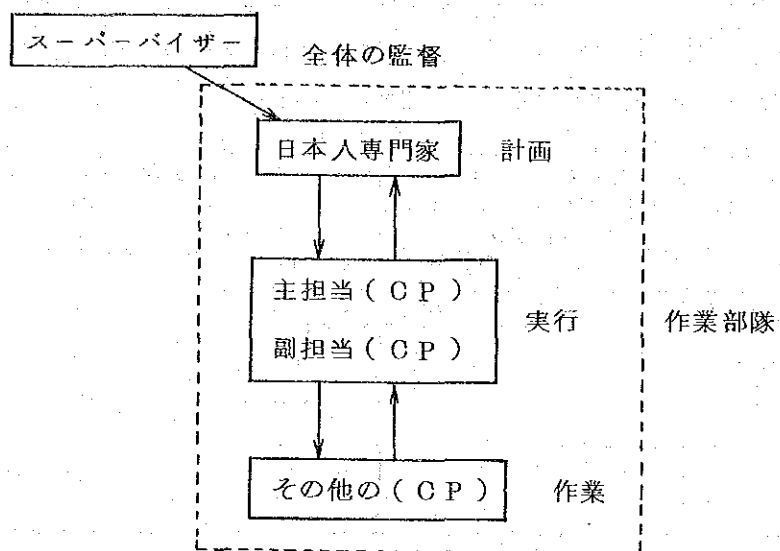 スーパーバイザー
全体の監督
日本人専門家 計画
主担当(CP)
副担当(CP)
実行
作業部隊
その他の(CP) 作業